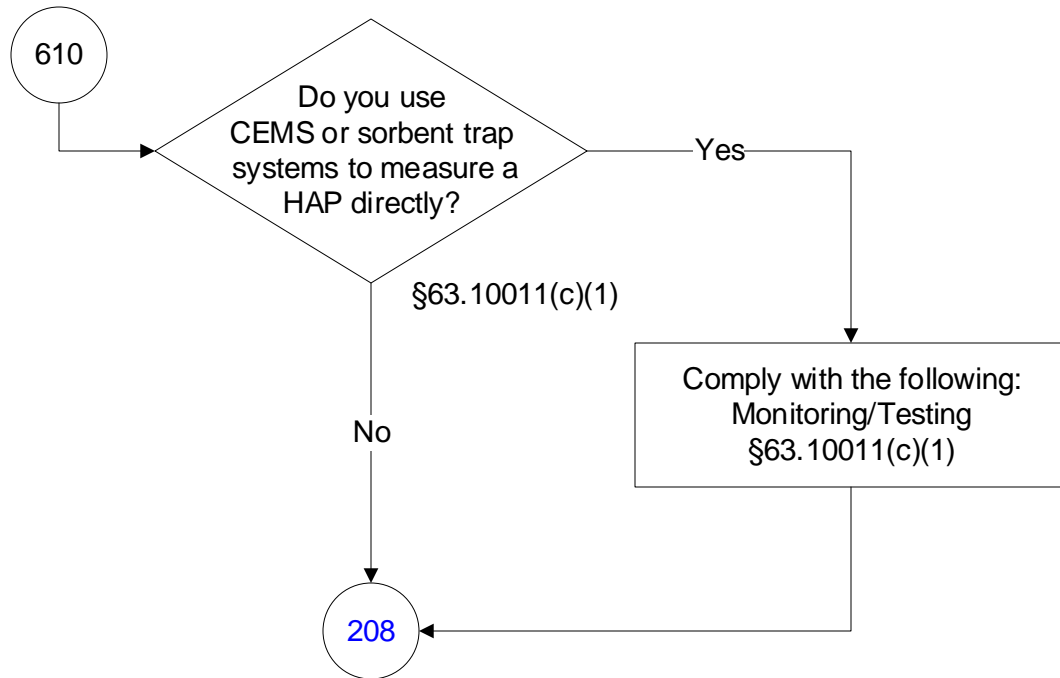 610
Do you use
CEMS or sorbent trap
systems to measure a
HAP directly?
Yes
§63.10011(c)(1)
Comply with the following:
Monitoring/Testing
§63.10011(c)(1)
No
208